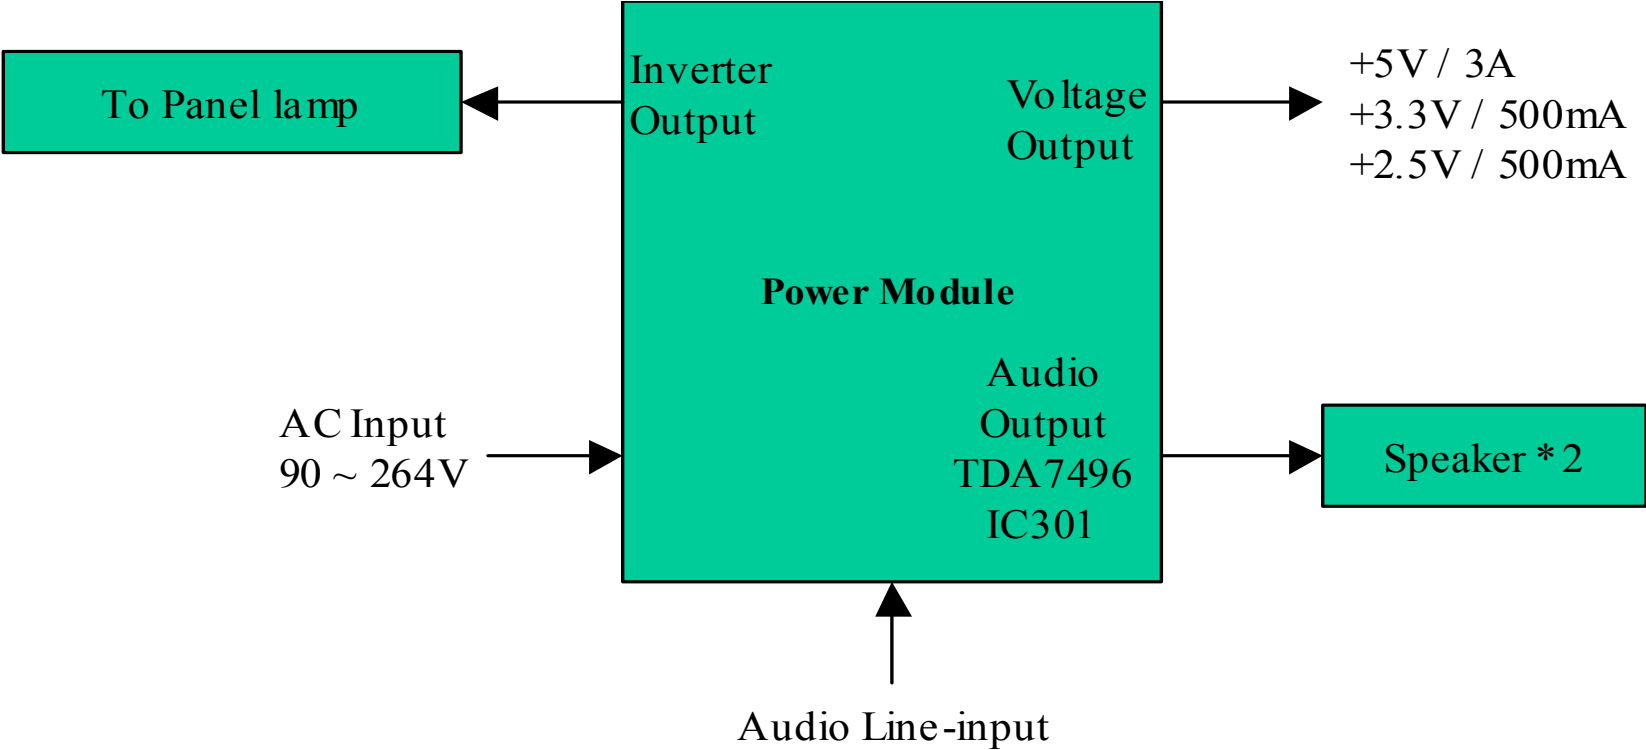 To Panel lamp
Inverter
Output
Voltage
Output
+5V / 3A
+3.3V / 500mA
+2.5V / 500mA
Power Module
AC Input
90 ~ 264V
Audio
Output
TDA7496
IC301
Speaker *2
Audio Line-input